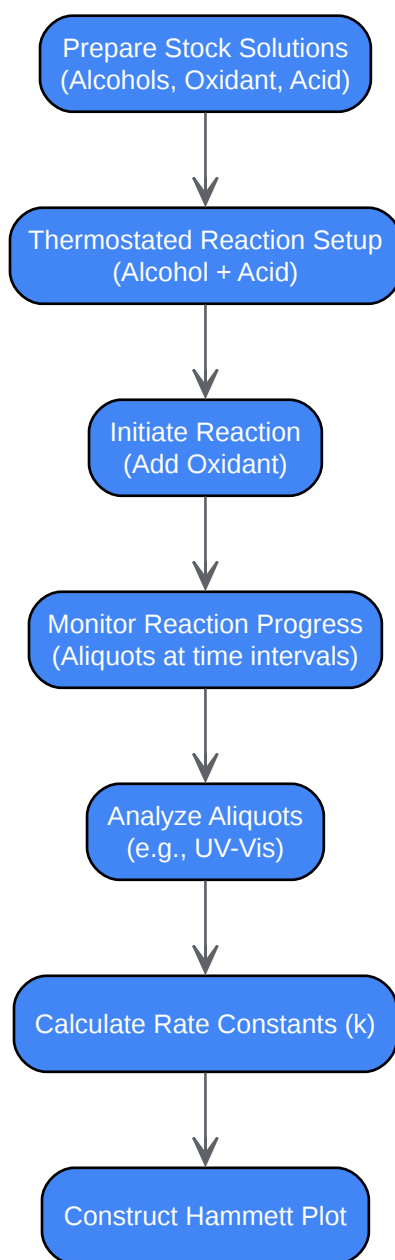 Prepare Stock Solutions
(Alcohols, Oxidant, Acid)
Thermostated Reaction Setup
(Alcohol + Acid)
Initiate Reaction
(Add Oxidant)
Monitor Reaction Progress
(Aliquots at time intervals)
Analyze Aliquots
(e.g., UV-Vis)
Calculate Rate Constants (k)
Construct Hammett Plot